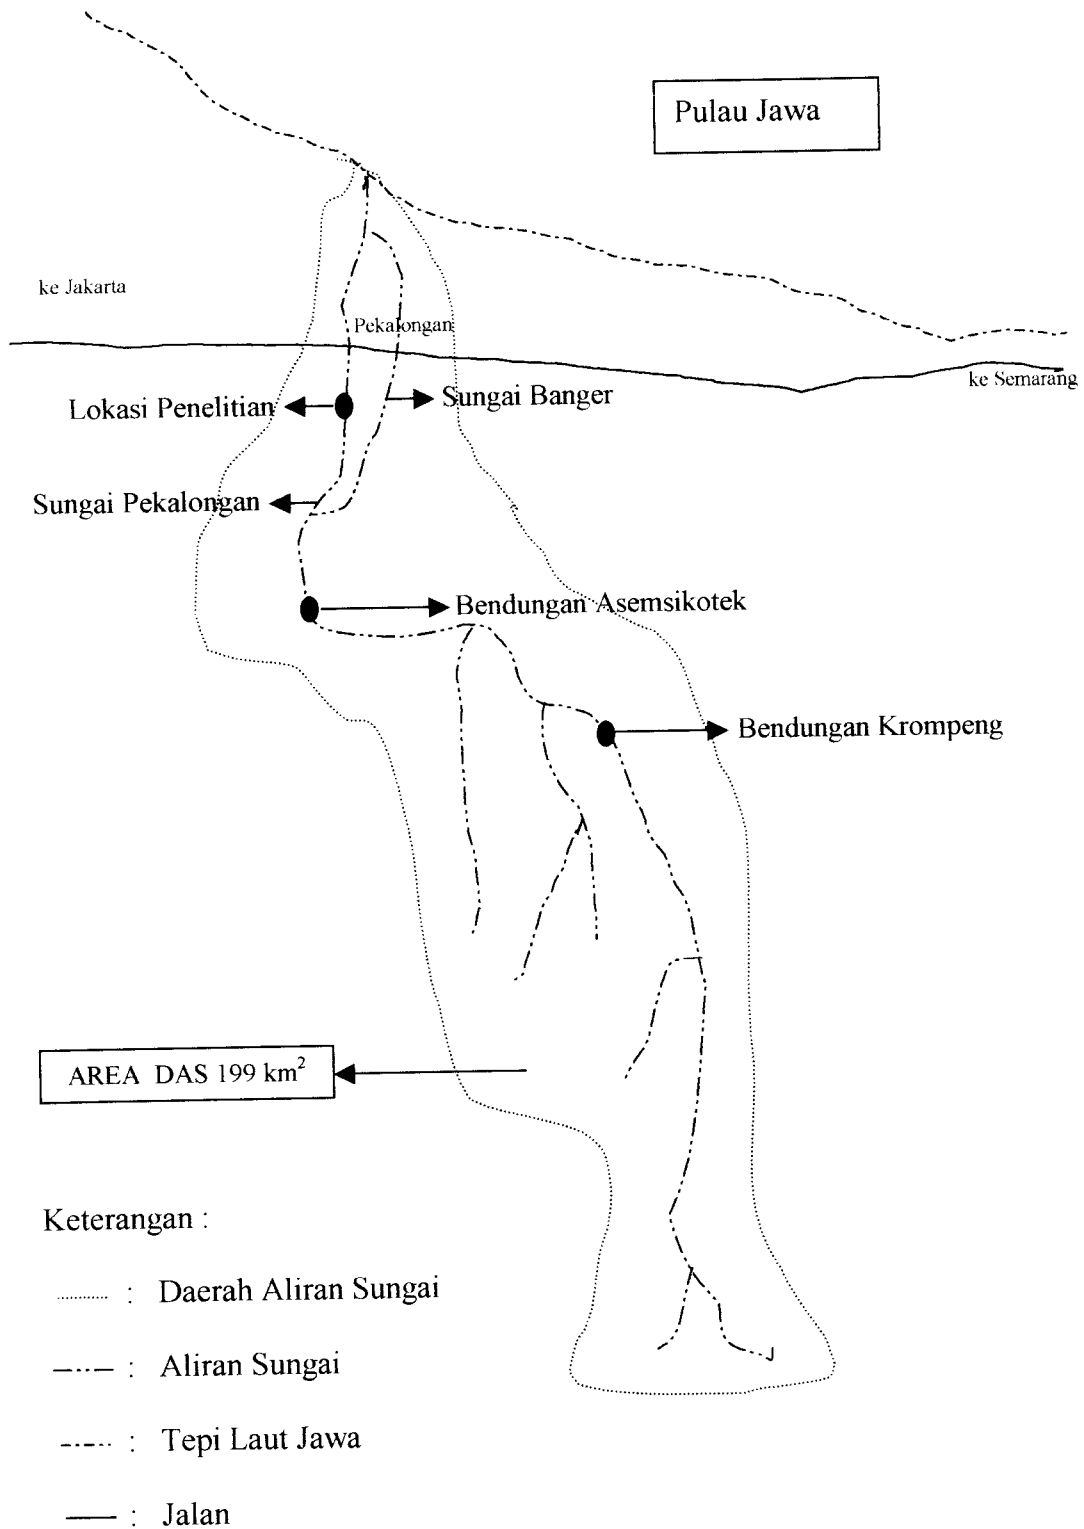 Pulau Jawa
ke Jakarta
Pekalongan
ke Semarang
Lokasi Penelitian
Sungai Banger
Sungai Pekalongan
Bendungan Asemsikotek
Bendungan Krompeng
AREA DAS 199 km²
Keterangan :
: Daerah Aliran Sungai
: Aliran Sungai
: Tepi Laut Jawa
: Jalan